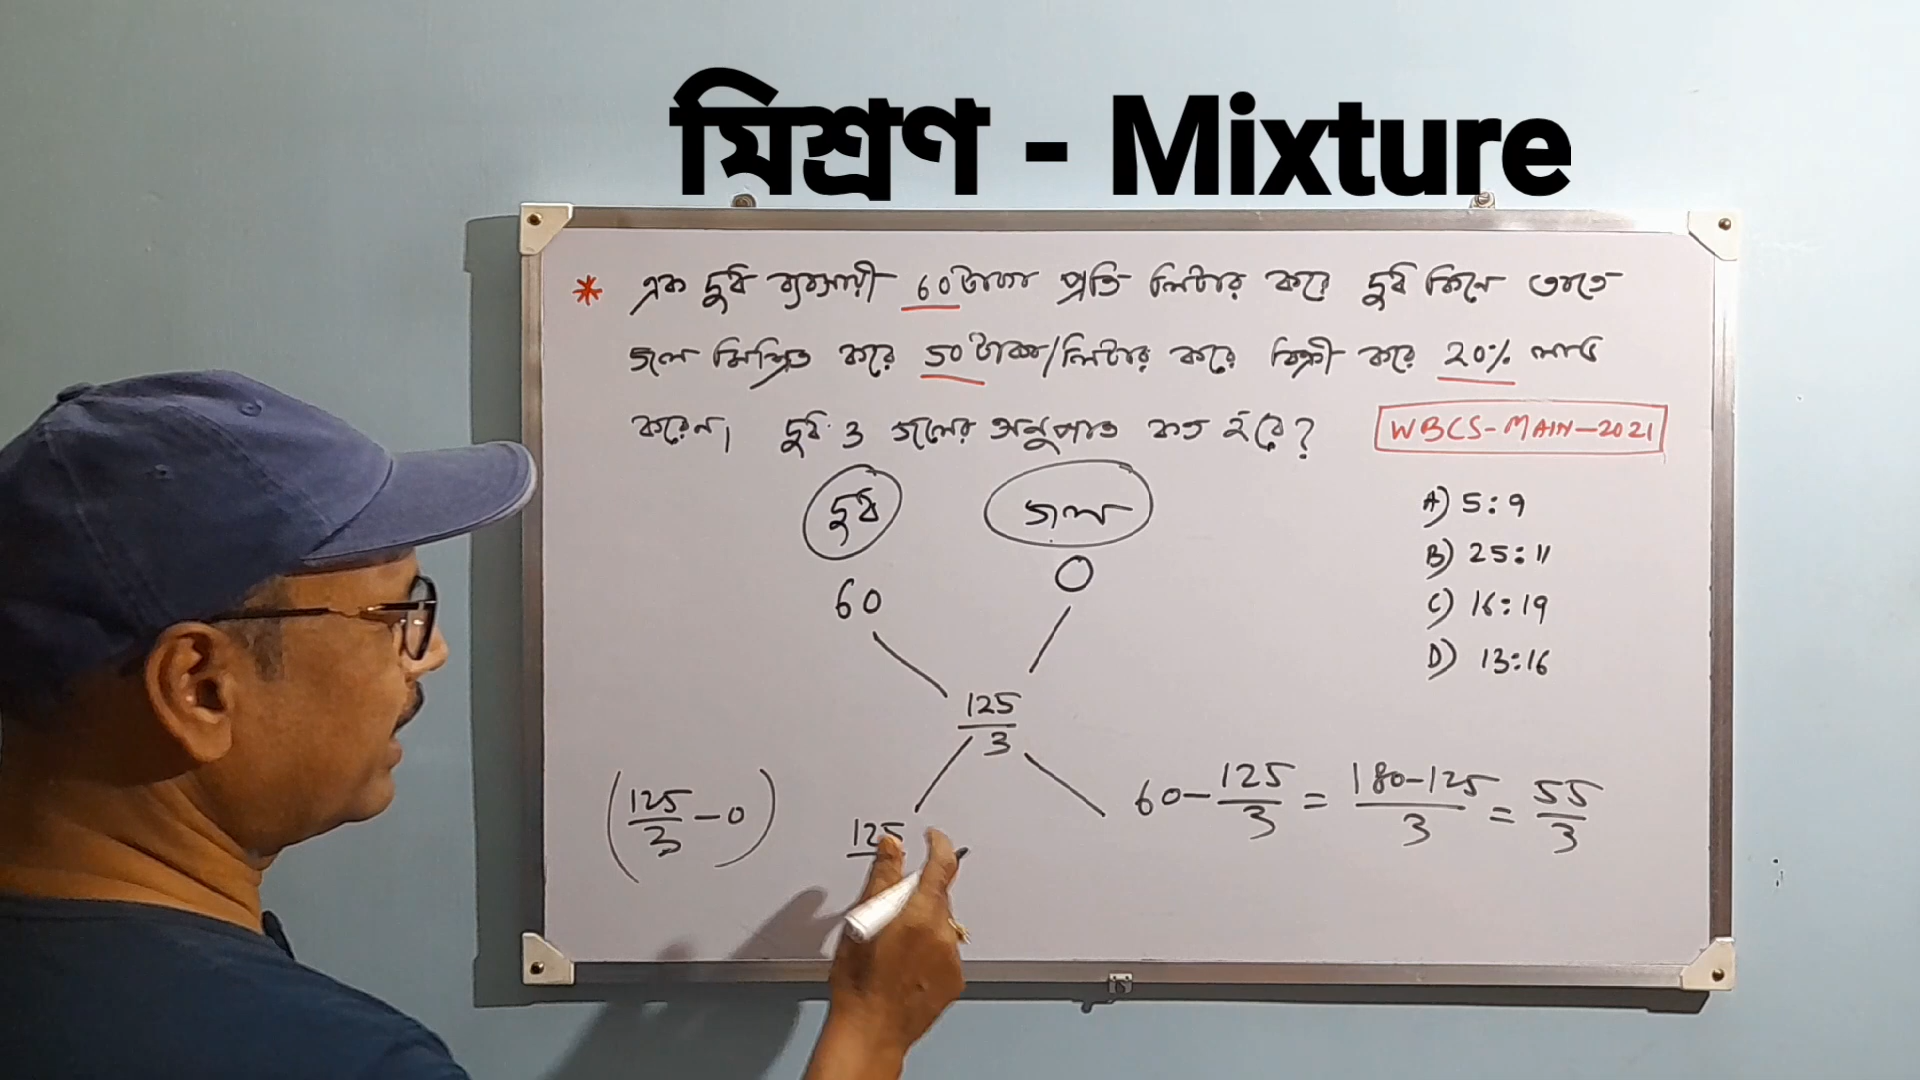 মিশ্রণ - Mixture
* এক দুধ ব্যবসায়ী 60 টাকা প্রতি লিটার করে দুধ কিনে তাতে
জল মিশ্রিত করে 50 টাকা/লিটার করে বিক্রী করে 20% লাভ
করেন। দুধ ও জলের অনুপাত কত হবে?
WBCS-MAIN-2021
দুধ জল
A) 5:9
B) 25:11
60 0
C) 16:19
D) 13:16
125/3
(125/3 - 0)
125
60 - 125/3 = 180-125/3 = 55/3